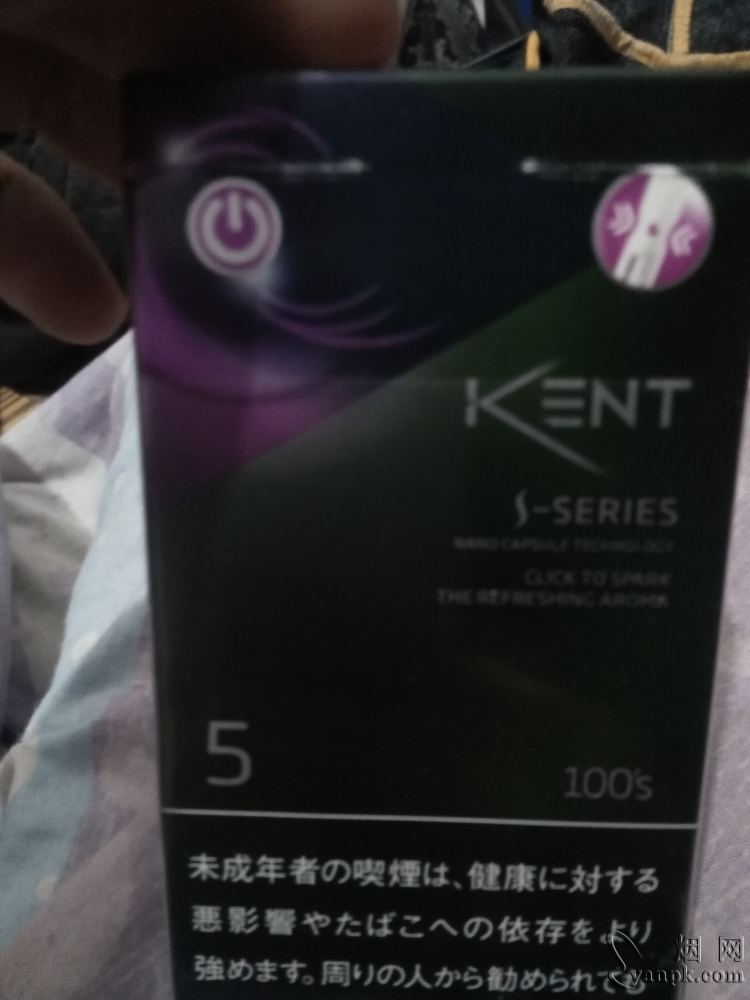 KENT
S-SERIES
NANO CAPSULE TECHNOLOGY
CLICK TO SPARK
THE REFRESHING AROMA
5
100's
未成年者の喫煙は、健康に対する
悪影響やたばこへの依存をより
強めます。周りの人から勧められても
烟网
yanpk.com